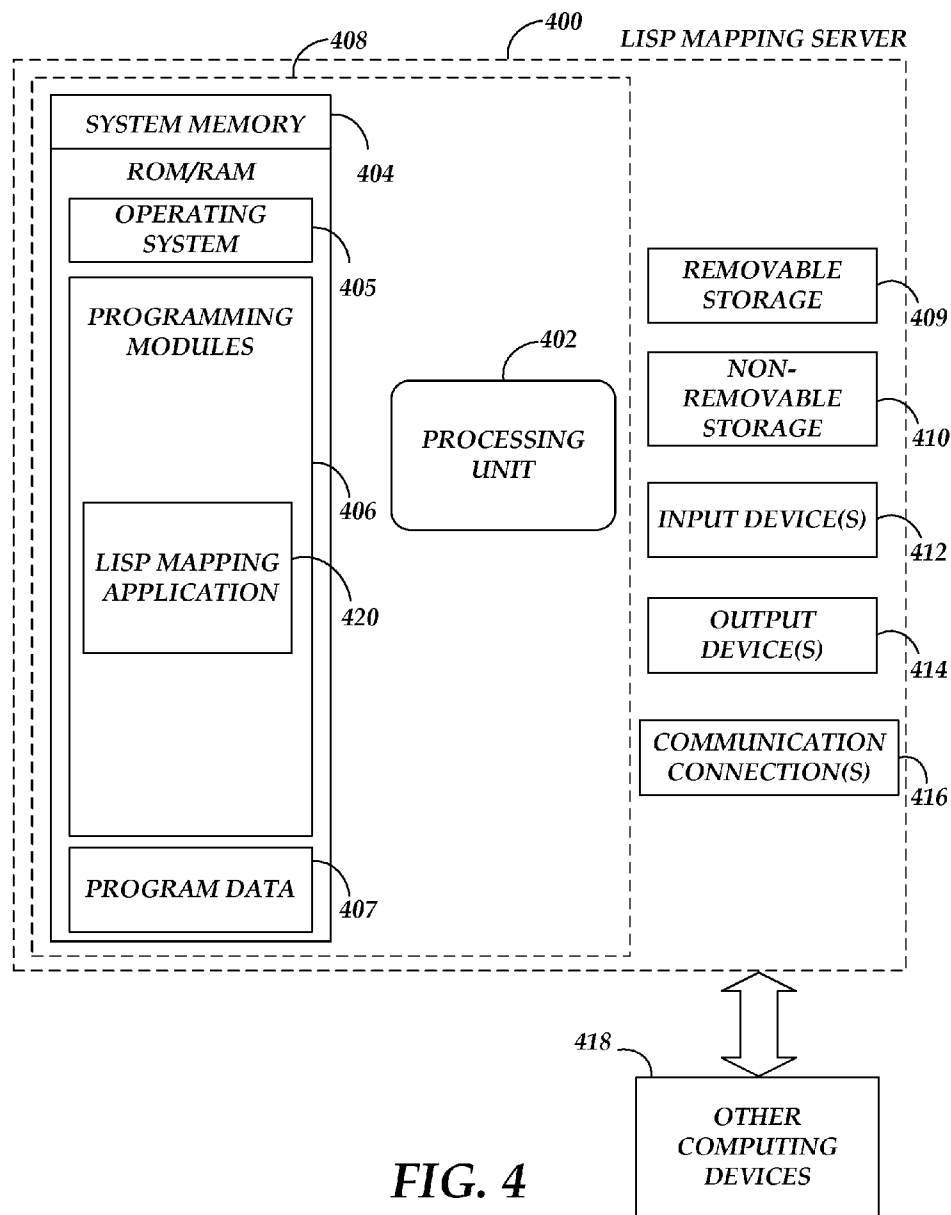 400
LISP MAPPING SERVER
408
SYSTEM MEMORY
404
ROM/RAM
OPERATING
SYSTEM
405
PROGRAMMING
MODULES
406
LISP MAPPING
APPLICATION
420
PROGRAM DATA
407
402
PROCESSING
UNIT
REMOVABLE
STORAGE
409
NON-
REMOVABLE
STORAGE
410
INPUT DEVICE(S)
412
OUTPUT
DEVICE(S)
414
COMMUNICATION
CONNECTION(S)
416
418
OTHER
COMPUTING
DEVICES
FIG. 4